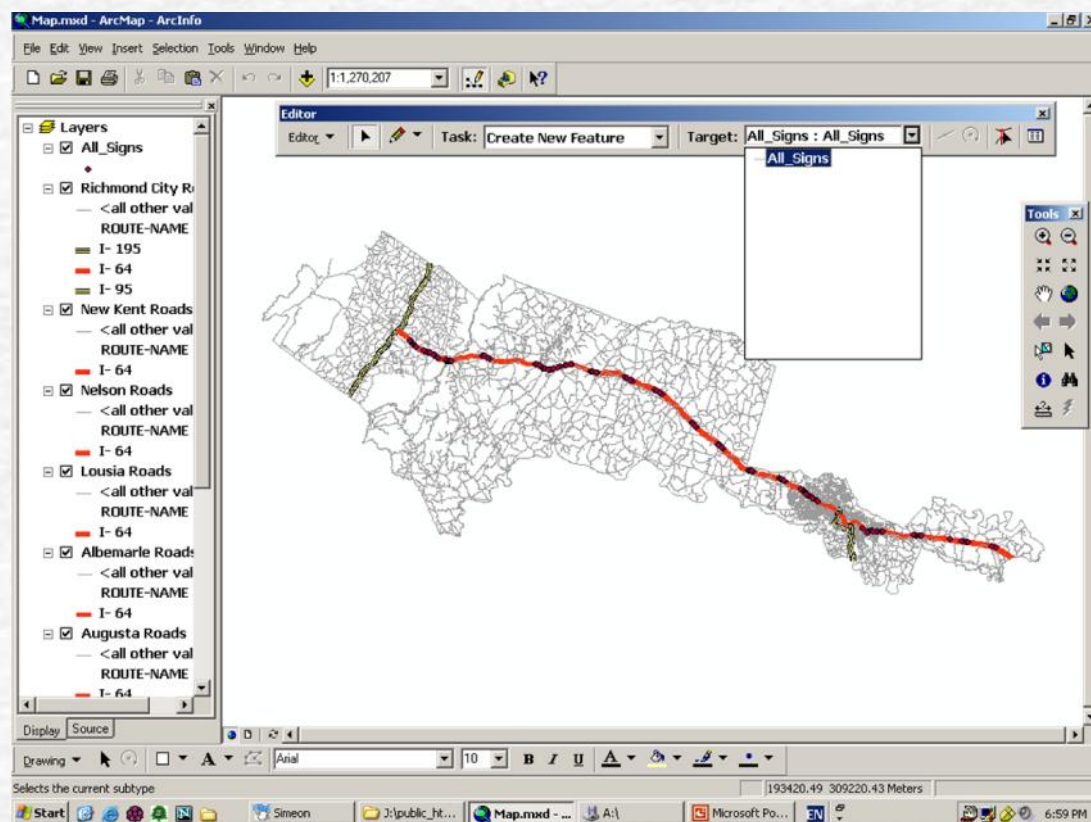 Map.mxd - ArcMap - ArcInfo
File Edit View Insert Selection Tools Window Help
1:1,270,207
Editor
Editor Task: Create New Feature Target: All_Signs : All_Signs
All_Signs
Tools
Layers
All_Signs
Richmond City R
<all other val
ROUTE-NAME
I- 195
I- 64
I- 95
New Kent Roads
<all other val
ROUTE-NAME
I- 64
Nelson Roads
<all other val
ROUTE-NAME
I- 64
Lousia Roads
<all other val
ROUTE-NAME
I- 64
Albemarle Roads
<all other val
ROUTE-NAME
I- 64
Augusta Roads
<all other val
ROUTE-NAME
I- 64
Display Source
Drawing A Arial 10 B I U A
Selects the current subtype 193420.49 309220.43 Meters
Start Simeon J:\public_ht... Map.mxd - ... A:\ Microsoft Po... EN 6:59 PM